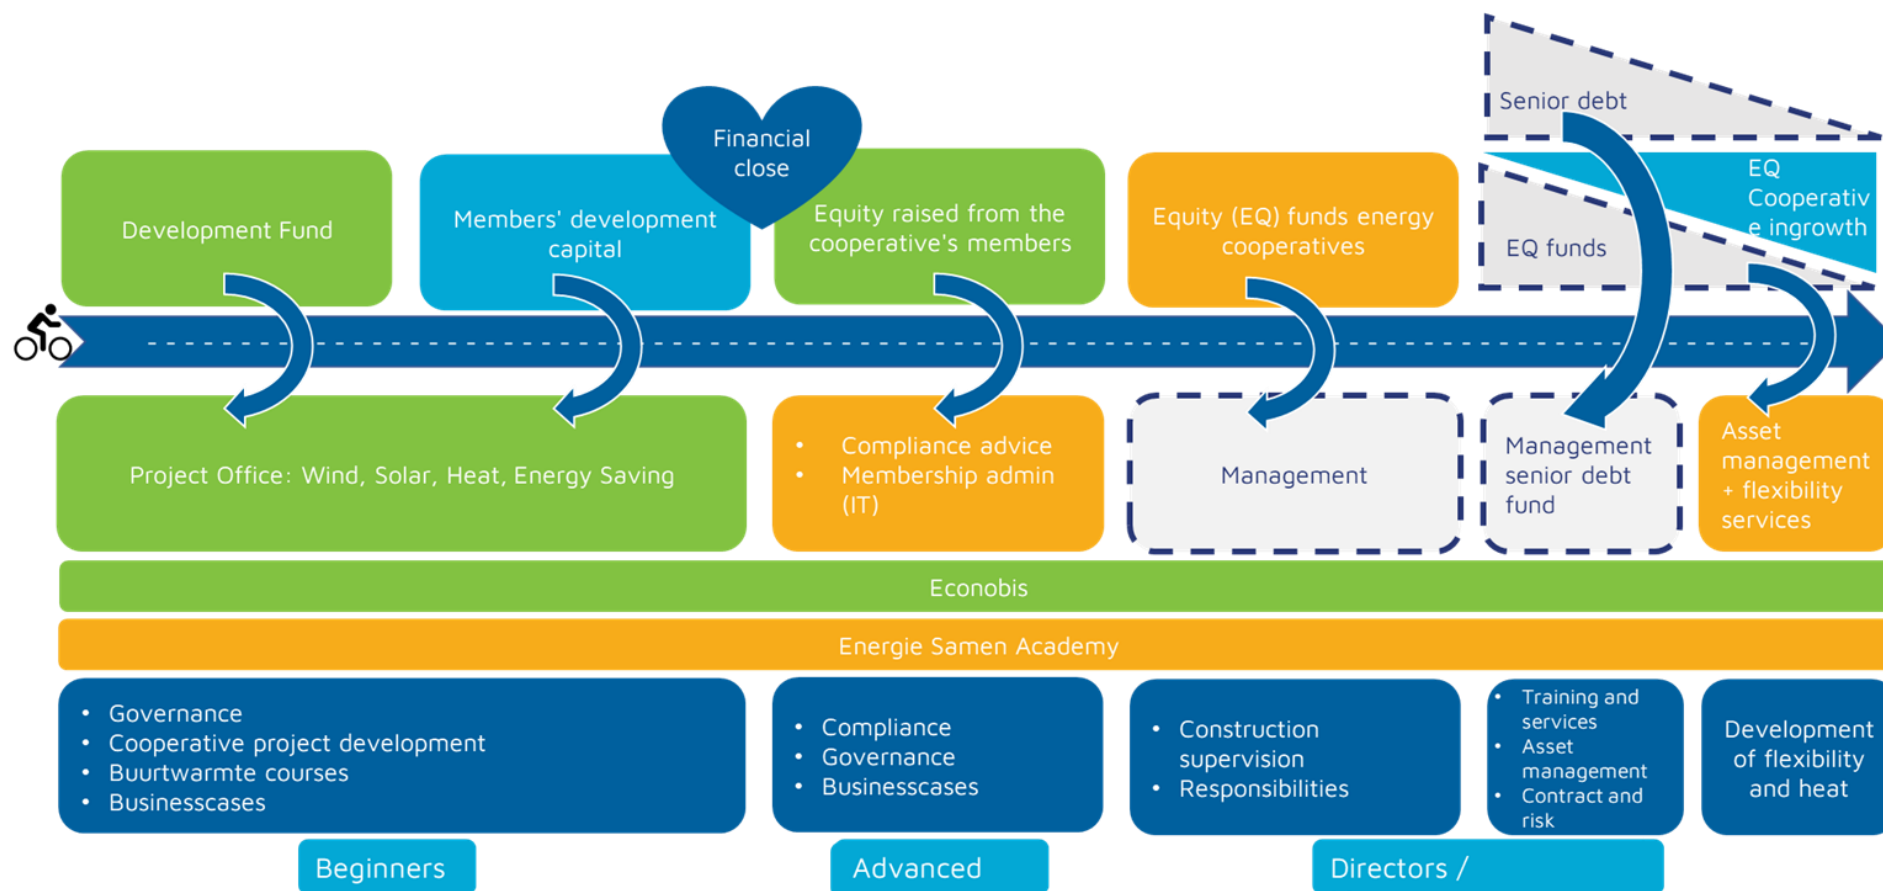 Financial
close
Senior debt
Development Fund
Members' development
capital
Equity raised from the
cooperative's members
Equity (EQ) funds energy
cooperatives
EQ
Cooperativ
e ingrowth
EQ funds
Project Office: Wind, Solar, Heat, Energy Saving
• Compliance advice
• Membership admin
(IT)
Management
Management
senior debt
fund
Asset
management
+ flexibility
services
Econobis
Energie Samen Academy
• Governance
• Cooperative project development
• Buurtwarmte courses
• Businesscases
• Compliance
• Governance
• Businesscases
• Construction
supervision
• Responsibilities
• Training and
services
• Asset
management
• Contract and
risk
Development
of flexibility
and heat
Beginners
Advanced
Directors /